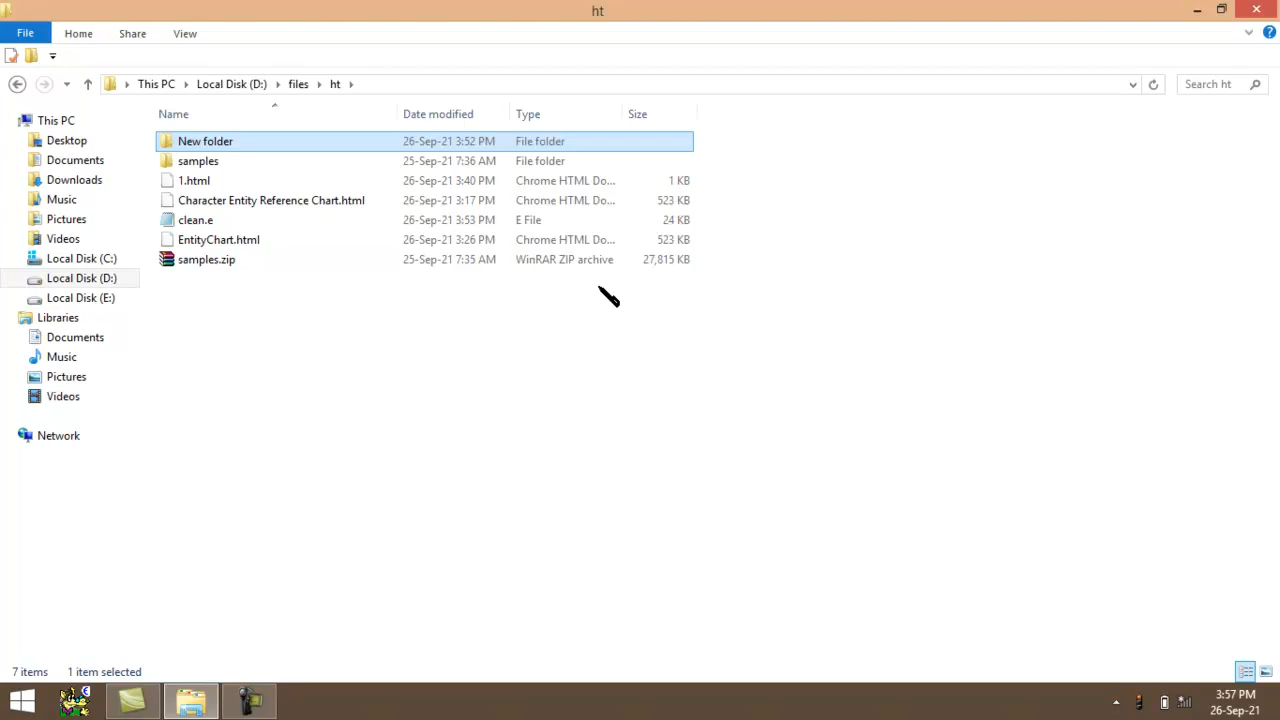 ht
File Home Share View
This PC Local Disk (D:) files ht Search ht
Name Date modified Type Size
This PC
Desktop
Documents
Downloads
Music
Pictures
Videos
Local Disk (C:)
Local Disk (D:)
Local Disk (E:)
Libraries
Documents
Music
Pictures
Videos
Network
New folder 26-Sep-21 3:52 PM File folder
samples 25-Sep-21 7:36 AM File folder
1.html 26-Sep-21 3:40 PM Chrome HTML Do... 1 KB
Character Entity Reference Chart.html 26-Sep-21 3:17 PM Chrome HTML Do... 523 KB
clean.e 26-Sep-21 3:53 PM E File 24 KB
EntityChart.html 26-Sep-21 3:26 PM Chrome HTML Do... 523 KB
samples.zip 25-Sep-21 7:35 AM WinRAR ZIP archive 27,815 KB
7 items 1 item selected
3:57 PM
26-Sep-21